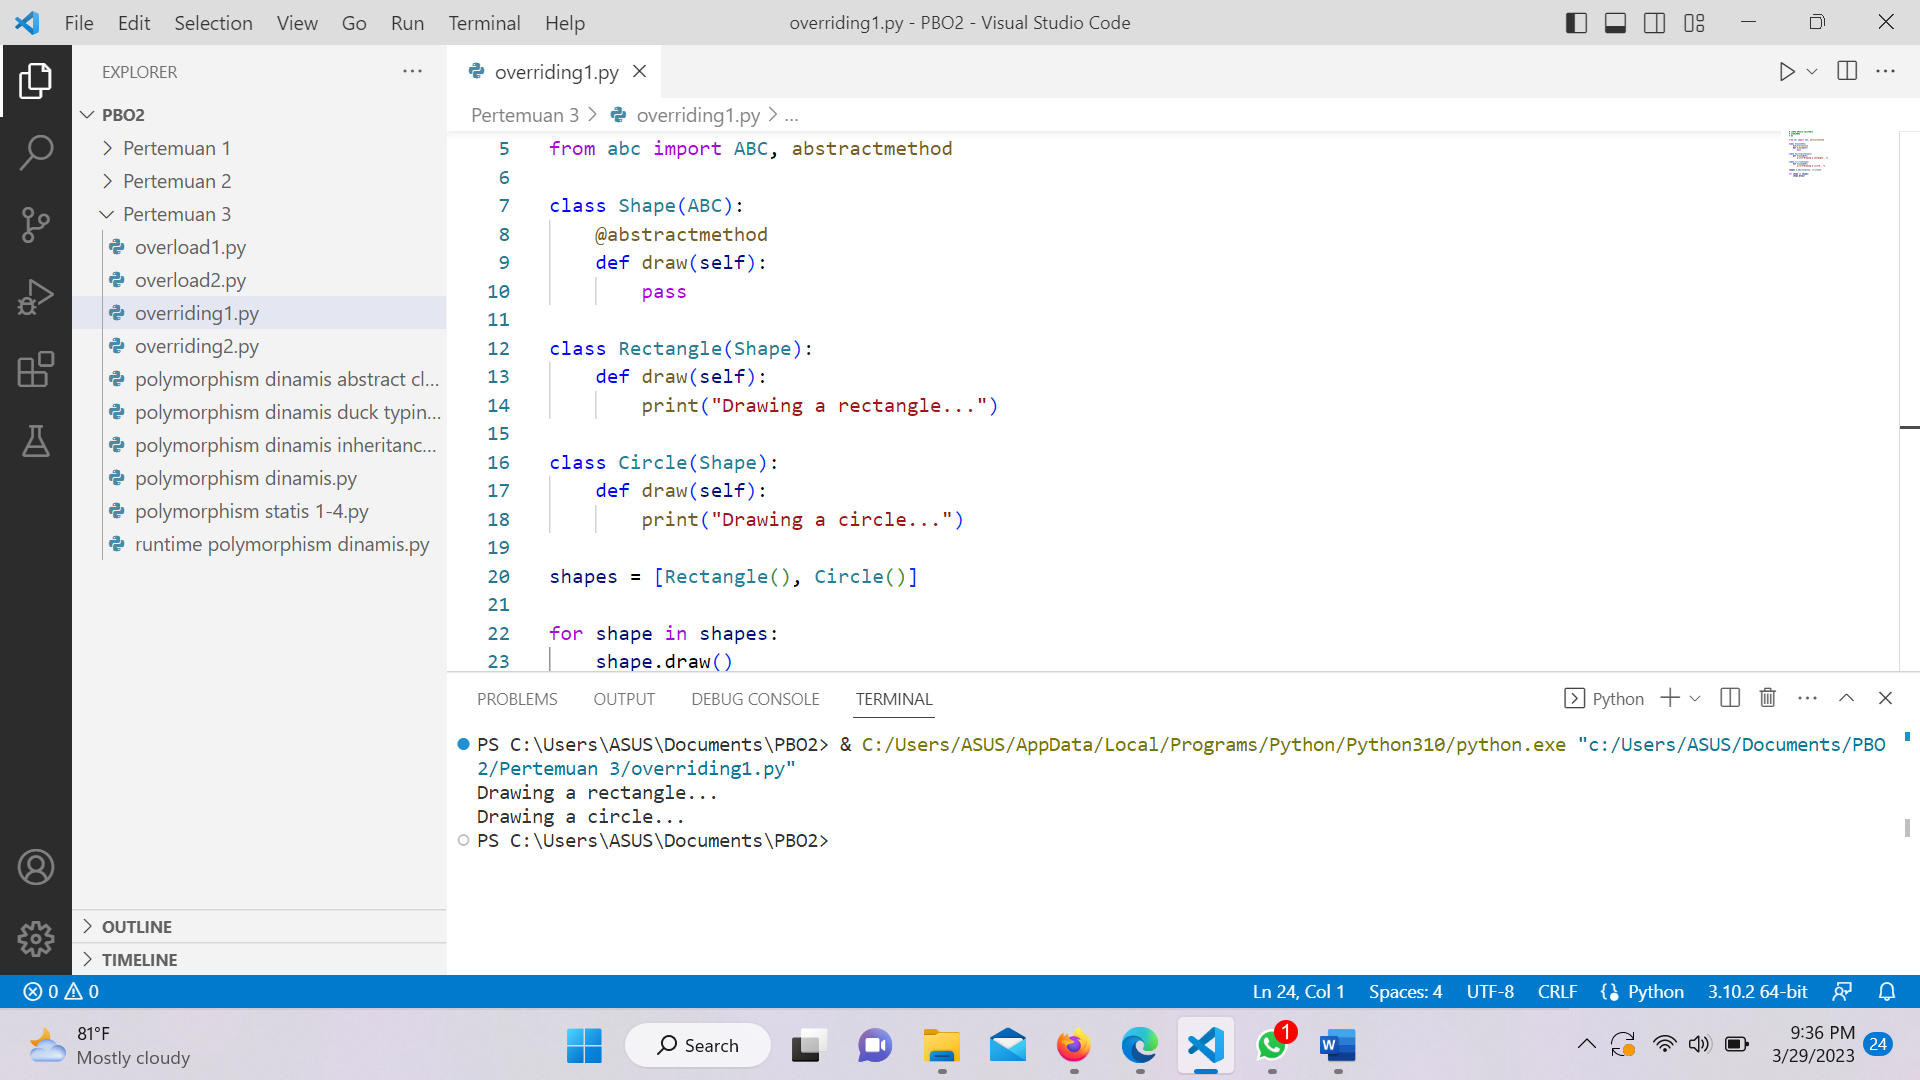 File Edit Selection View Go Run Terminal Help
overriding1.py - PBO2 - Visual Studio Code
EXPLORER
PBO2
Pertemuan 1
Pertemuan 2
Pertemuan 3
overload1.py
overload2.py
overriding1.py
overriding2.py
polymorphism dinamis abstract cl...
polymorphism dinamis duck typin...
polymorphism dinamis inheritanc...
polymorphism dinamis.py
polymorphism statis 1-4.py
runtime polymorphism dinamis.py
OUTLINE
TIMELINE
overriding1.py
Pertemuan 3 > overriding1.py > ...
5 from abc import ABC, abstractmethod
6
7 class Shape(ABC):
8     @abstractmethod
9     def draw(self):
10         pass
11
12 class Rectangle(Shape):
13     def draw(self):
14         print("Drawing a rectangle...")
15
16 class Circle(Shape):
17     def draw(self):
18         print("Drawing a circle...")
19
20 shapes = [Rectangle(), Circle()]
21
22 for shape in shapes:
23     shape.draw()
PROBLEMS OUTPUT DEBUG CONSOLE TERMINAL
Python
PS C:\Users\ASUS\Documents\PBO2> & C:/Users/ASUS/AppData/Local/Programs/Python/Python310/python.exe "c:/Users/ASUS/Documents/PBO
2/Pertemuan 3/overriding1.py"
Drawing a rectangle...
Drawing a circle...
PS C:\Users\ASUS\Documents\PBO2>
0 0
Ln 24, Col 1 Spaces: 4 UTF-8 CRLF Python 3.10.2 64-bit
81°F
Mostly cloudy
Search
1
W
9:36 PM
3/29/2023
24